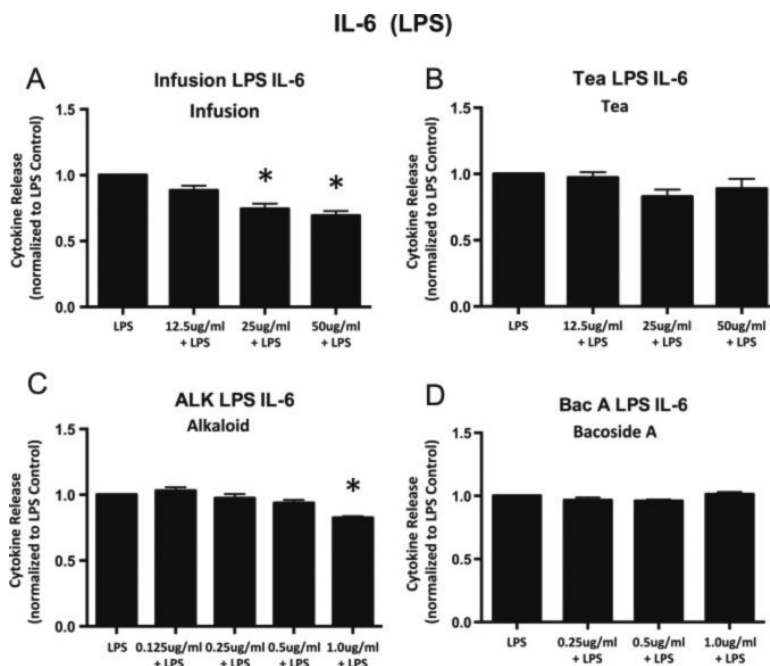 IL-6 (LPS)
A
Infusion LPS IL-6
Infusion
Cytokine Release
(normalized to LPS Control)
1.5
1.0
0.5
0.0
*
*
LPS
12.5ug/ml
+ LPS
25ug/ml
+ LPS
50ug/ml
+ LPS
B
Tea LPS IL-6
Tea
Cytokine Release
(normalized to LPS Control)
1.5
1.0
0.5
0.0
LPS
12.5ug/ml
+ LPS
25ug/ml
+ LPS
50ug/ml
+ LPS
C
ALK LPS IL-6
Alkaloid
Cytokine Release
(normalized to LPS Control)
1.5
1.0
0.5
0.0
*
LPS
0.125ug/ml
+ LPS
0.25ug/ml
+ LPS
0.5ug/ml
+ LPS
1.0ug/ml
+ LPS
D
Bac A LPS IL-6
Bacoside A
Cytokine Release
(normalized to LPS Control)
1.5
1.0
0.5
0.0
LPS
0.25ug/ml
+ LPS
0.5ug/ml
+ LPS
1.0ug/ml
+ LPS